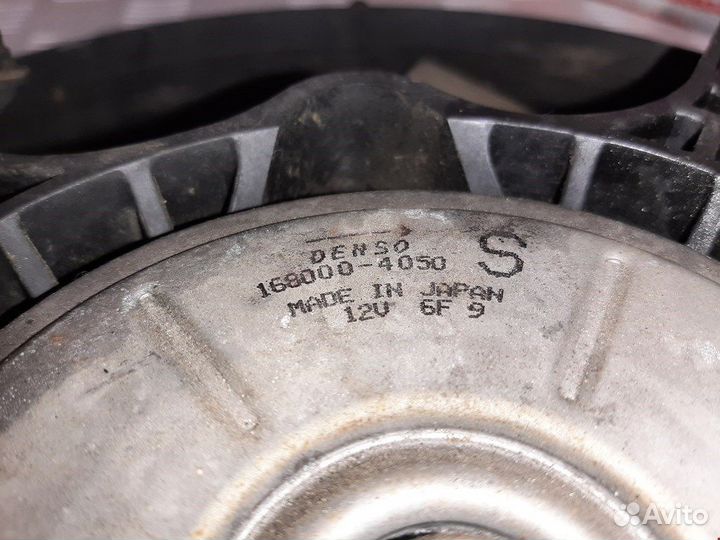 DENSO
168000-4050 S
MADE IN JAPAN
12V 6F 9
Avito